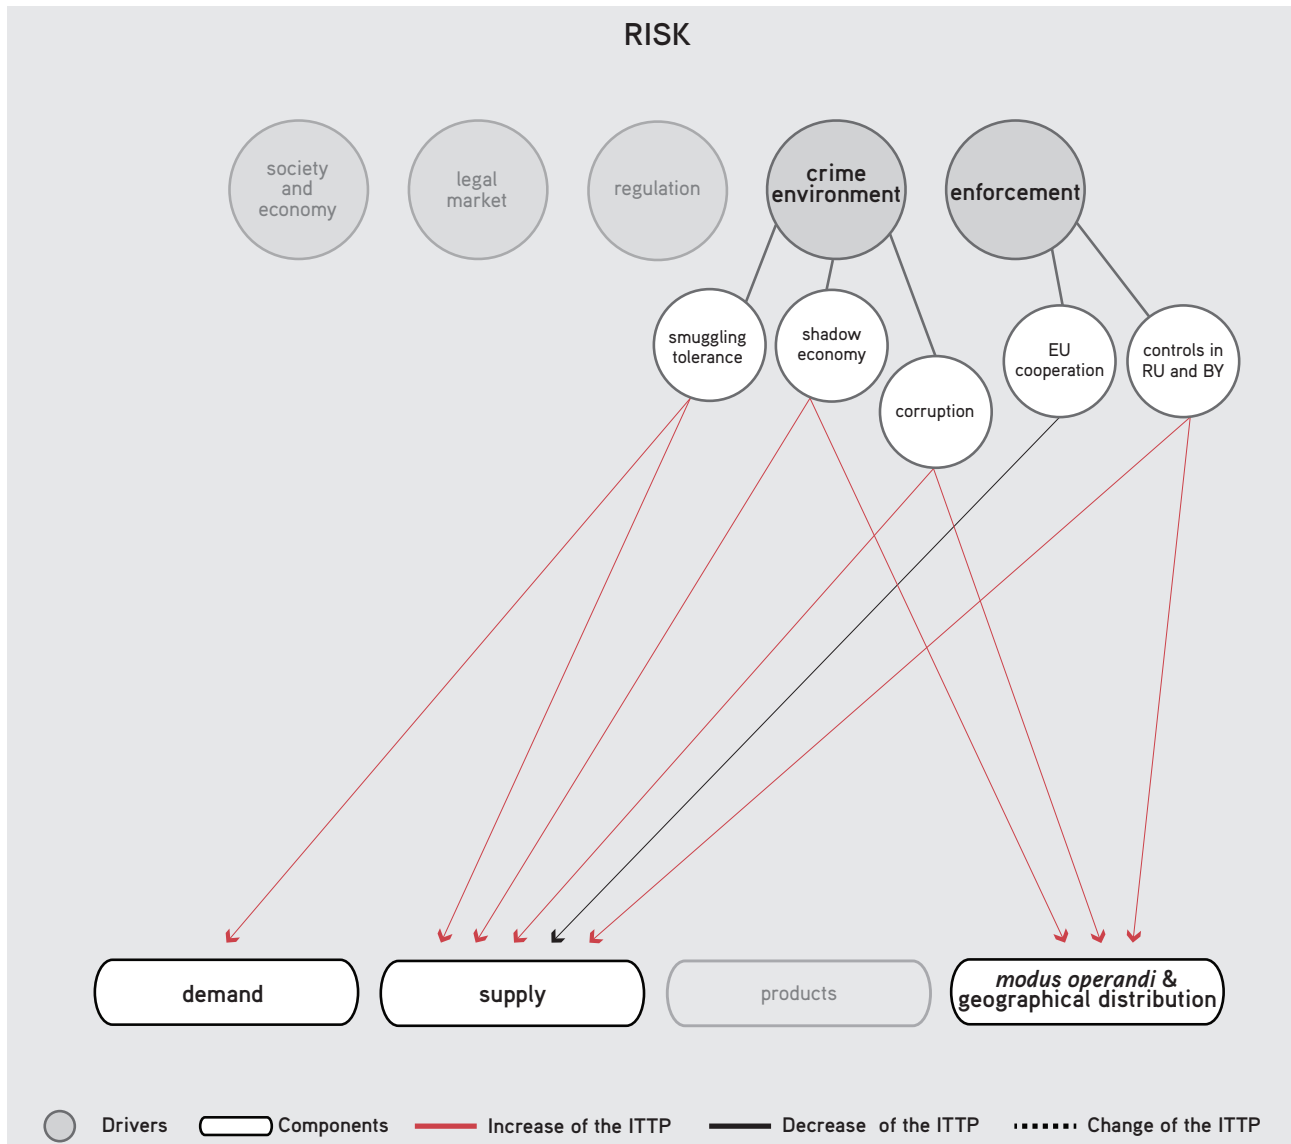 RISK
society
and
economy
legal
market
regulation
crime
environment
enforcement
smuggling
tolerance
shadow
economy
corruption
EU
cooperation
controls in
RU and BY
demand
supply
products
modus operandi &
geographical distribution
Drivers
Components
Increase of the ITTP
Decrease of the ITTP
Change of the ITTP